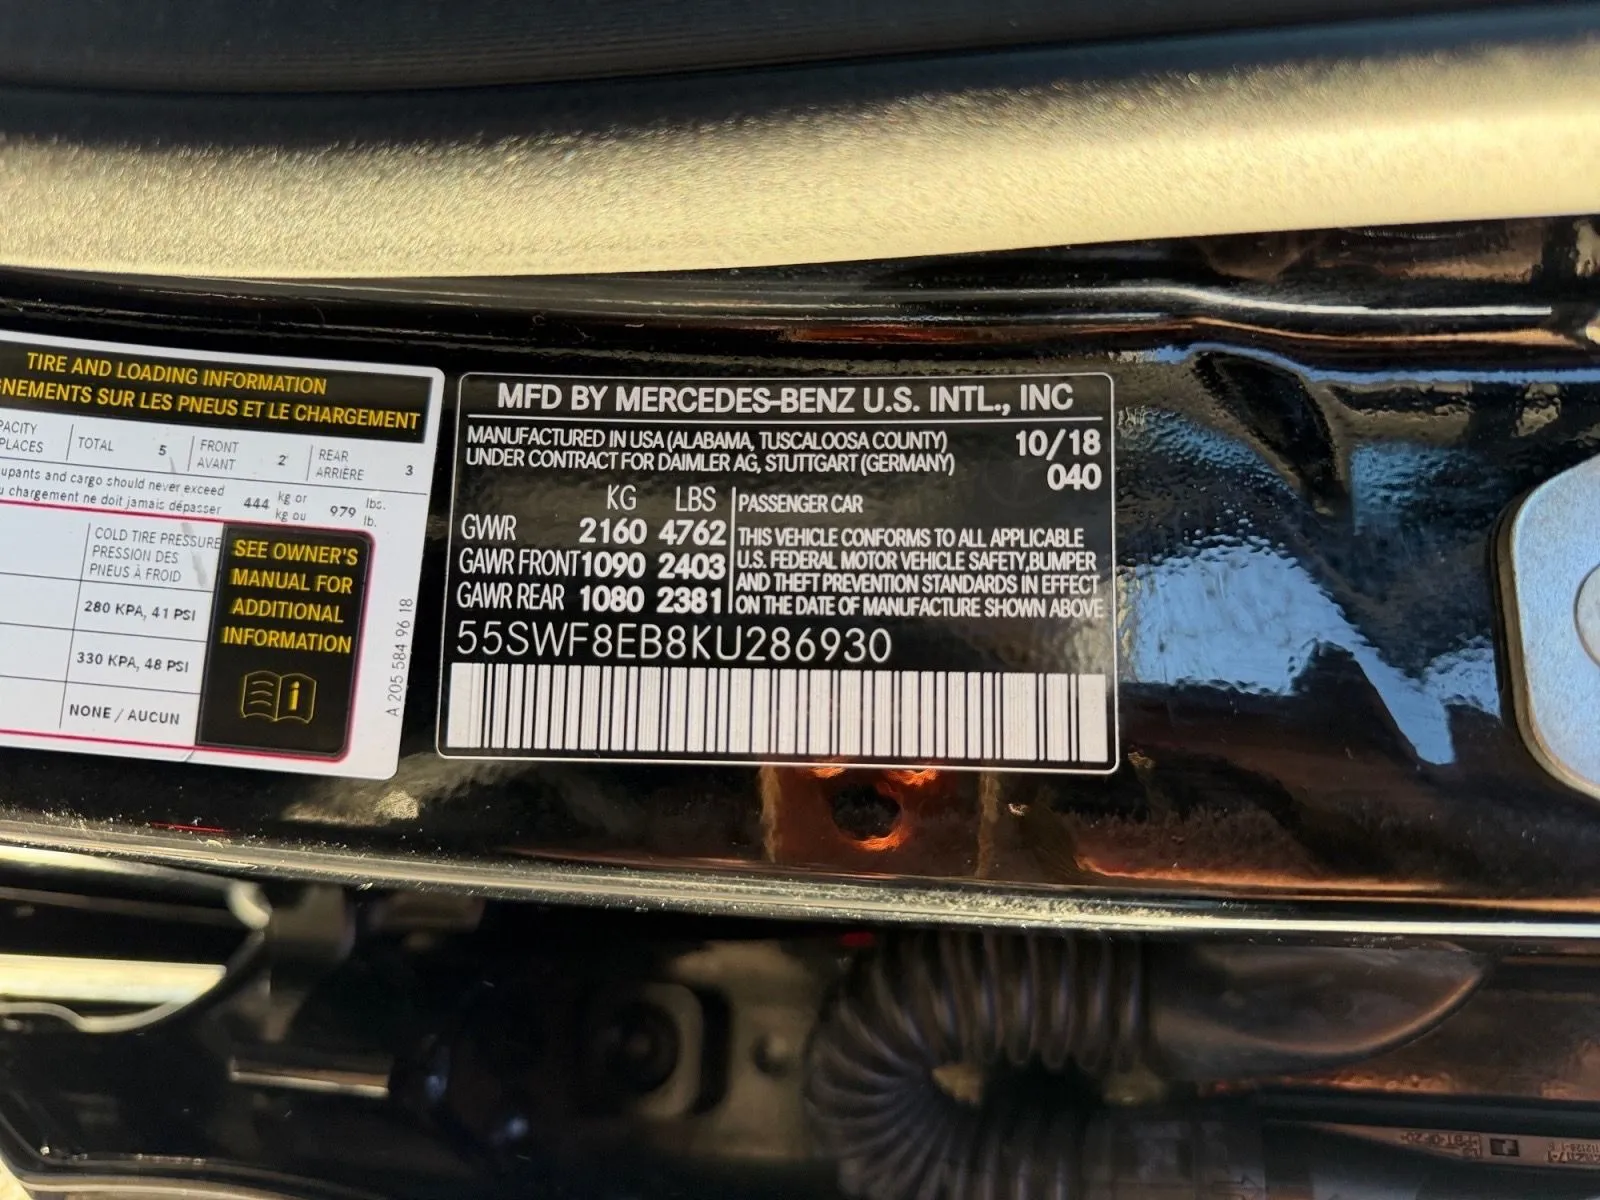 TIRE AND LOADING INFORMATION
GNEMENTS SUR LES PNEUS ET LE CHARGEMENT
TOTAL 5 FRONT 2 REAR 3
PLACES AVANT ARRIÈRE
upants and cargo should never exceed 444 kg or 979 lbs.
chargement ne doit jamais dépasser kg ou lb.
COLD TIRE PRESSURE
PRESSION DES
PNEUS À FROID
280 KPA, 41 PSI
330 KPA, 48 PSI
NONE / AUCUN
SEE OWNER'S
MANUAL FOR
ADDITIONAL
INFORMATION
i
A 205 584 96 18
MFD BY MERCEDES-BENZ U.S. INTL., INC
MANUFACTURED IN USA (ALABAMA, TUSCALOOSA COUNTY) 10/18
UNDER CONTRACT FOR DAIMLER AG, STUTTGART (GERMANY) 040
KG LBS
GVWR 2160 4762
GAWR FRONT 1090 2403
GAWR REAR 1080 2381
PASSENGER CAR
THIS VEHICLE CONFORMS TO ALL APPLICABLE
U.S. FEDERAL MOTOR VEHICLE SAFETY,BUMPER
AND THEFT PREVENTION STANDARDS IN EFFECT
ON THE DATE OF MANUFACTURE SHOWN ABOVE
55SWF8EB8KU286930